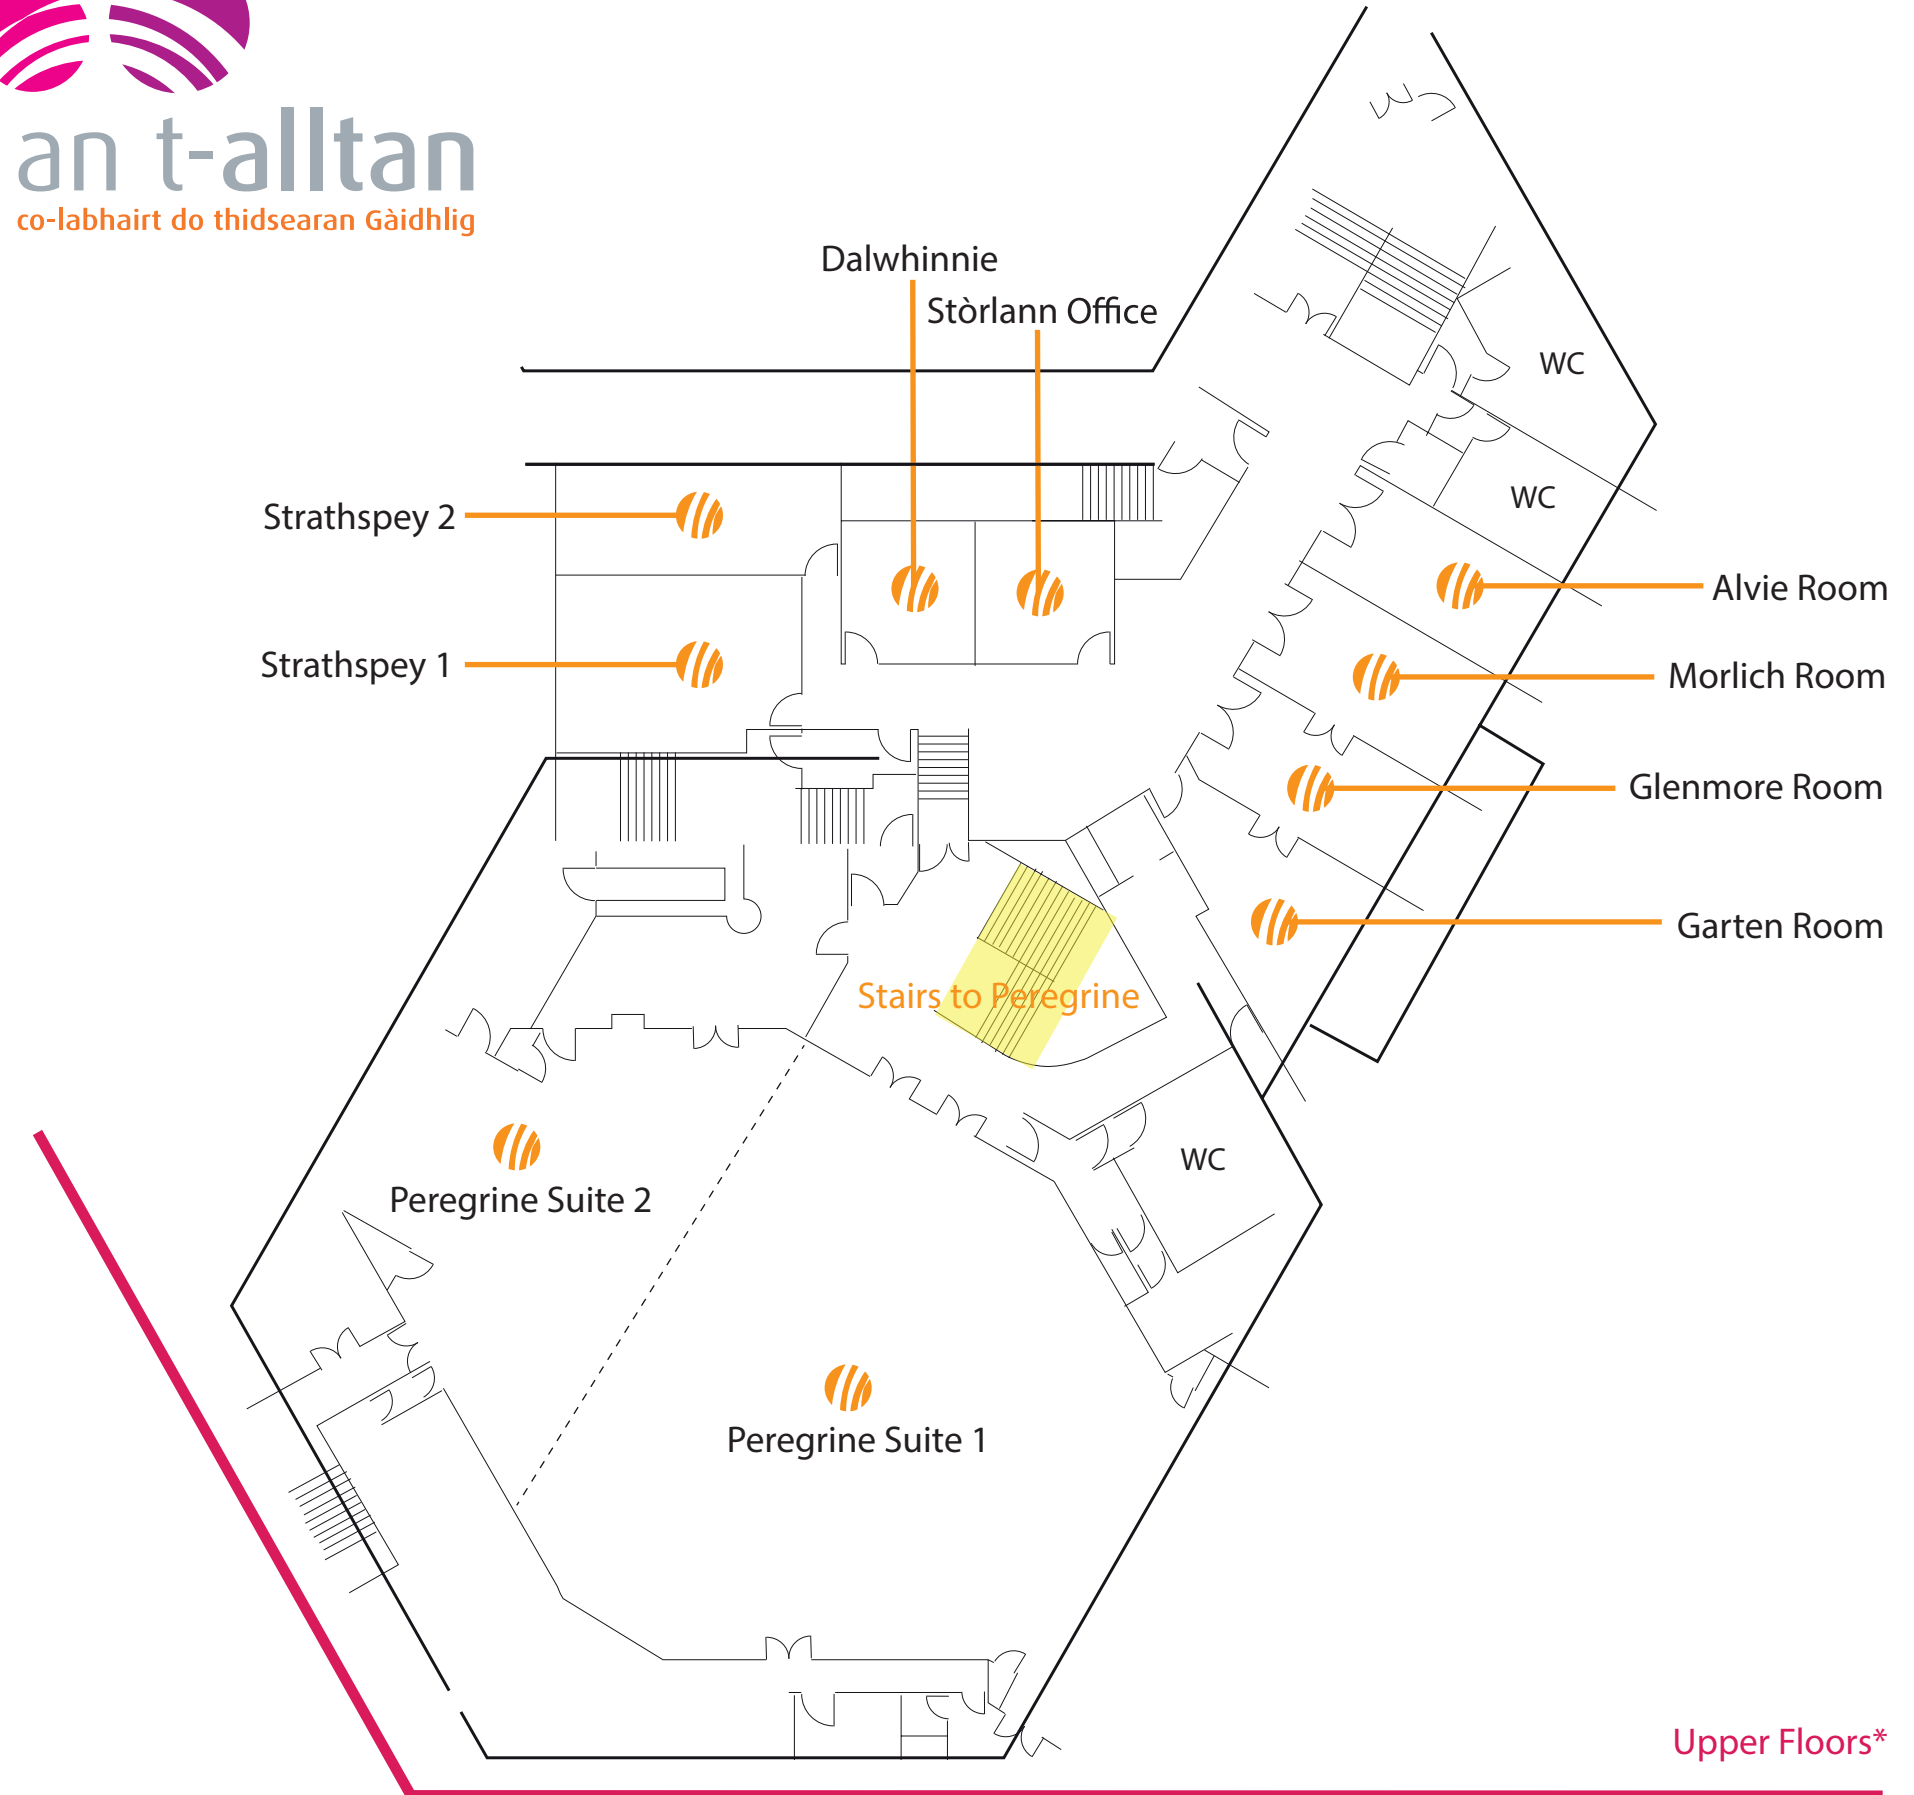 an t-alltan
co-labhairt do thidsearan Gàidhlig
Dalwhinnie
Stòrlann Office
WC
Strathspey 2
WC
Alvie Room
Strathspey 1
Morlich Room
Glenmore Room
Garten Room
Stairs to Peregrine
WC
Peregrine Suite 2
Peregrine Suite 1
Upper Floors*